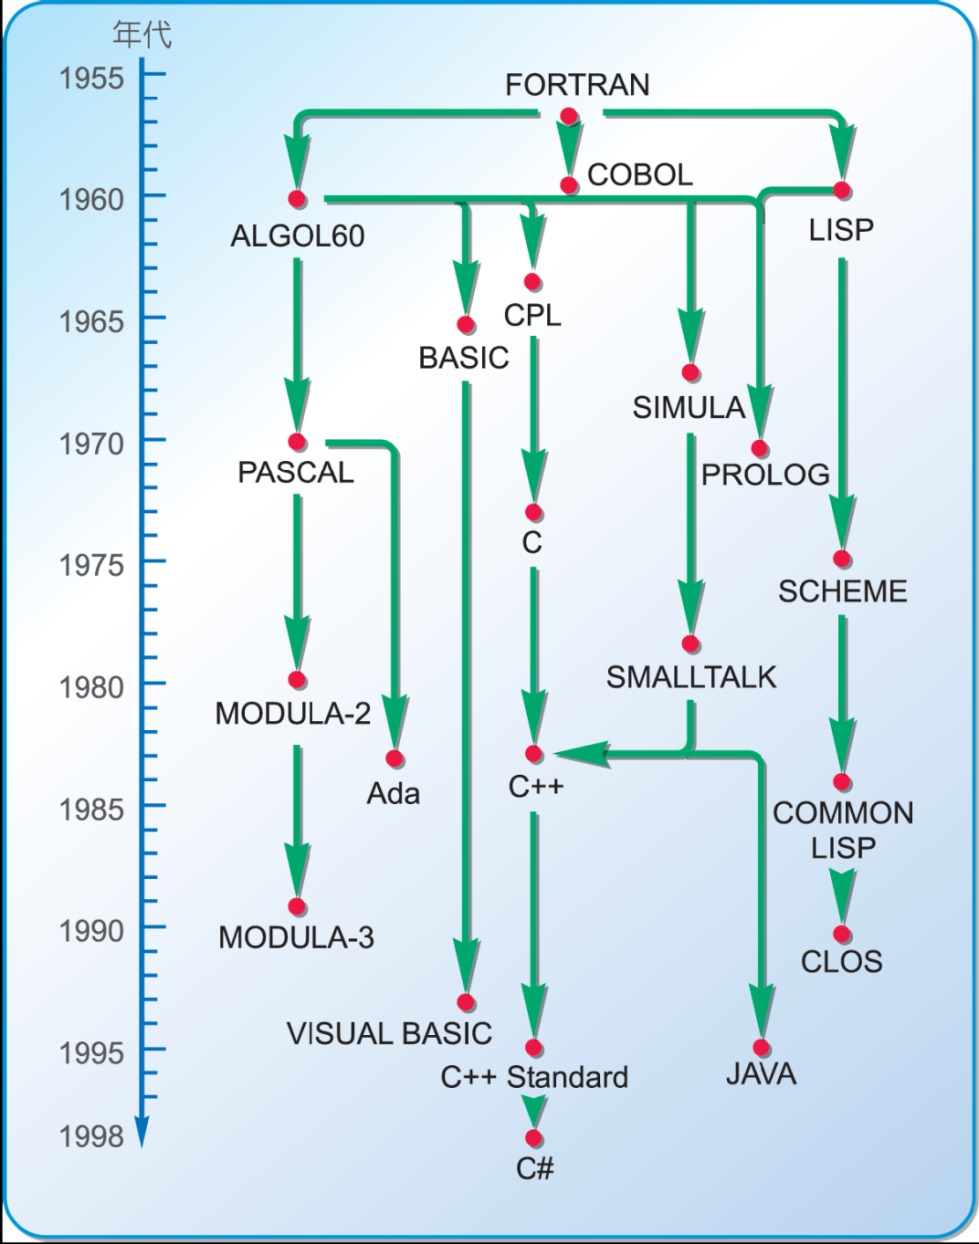 年代
1955
FORTRAN
COBOL
1960
LISP
ALGOL60
CPL
1965
BASIC
SIMULA
1970
PASCAL
PROLOG
C
1975
SCHEME
SMALLTALK
1980
MODULA-2
C++
Ada
1985
COMMON
LISP
1990
MODULA-3
CLOS
VISUAL BASIC
1995
C++ Standard
JAVA
1998
C#